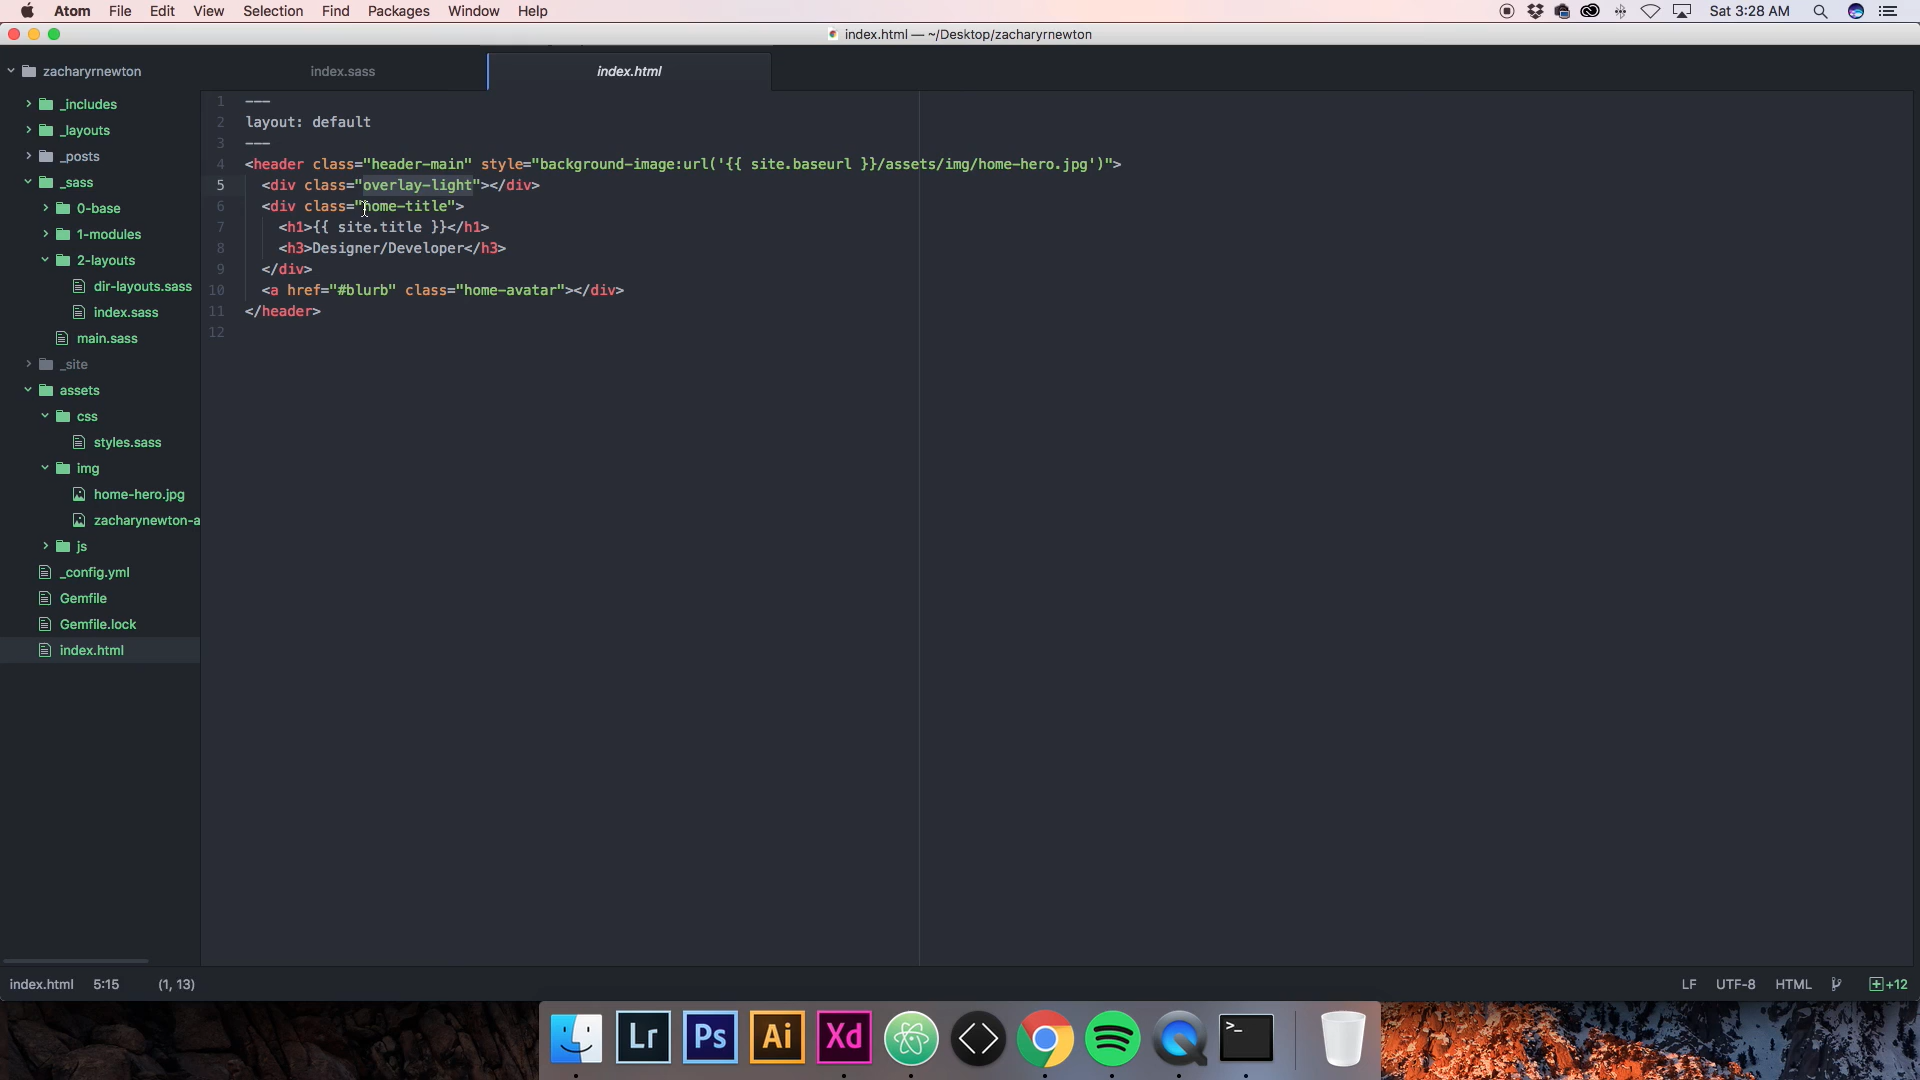 Atom File Edit View Selection Find Packages Window Help Sat 3:28 AM
index.html — ~/Desktop/zacharyrnewton
zacharyrnewton
index.sass
index.html
_includes
_layouts
_posts
_sass
0-base
1-modules
2-layouts
dir-layouts.sass
index.sass
main.sass
_site
assets
css
styles.sass
img
home-hero.jpg
zacharynewton-a
js
_config.yml
Gemfile
Gemfile.lock
index.html
1 ---
2 layout: default
3 ---
4 <header class="header-main" style="background-image:url('{{ site.baseurl }}/assets/img/home-hero.jpg')">
5 <div class="overlay-light"></div>
6 <div class="home-title">
7 <h1>{{ site.title }}</h1>
8 <h3>Designer/Developer</h3>
9 </div>
10 <a href="#blurb" class="home-avatar"></div>
11 </header>
12
index.html 5:15 (1, 13) LF UTF-8 HTML +12
Lr Ps Ai Xd >_